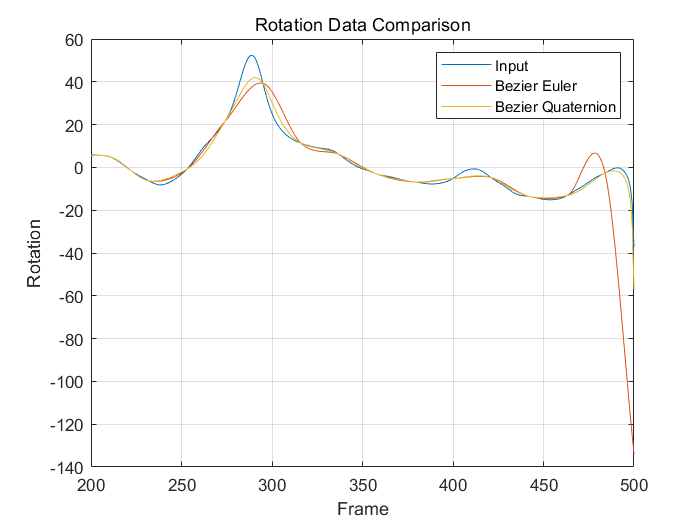 Rotation Data Comparison
60
40
20
0
-20
-40
-60
-80
-100
-120
-140
Rotation
Input
Bezier Euler
Bezier Quaternion
200 250 300 350 400 450 500
Frame